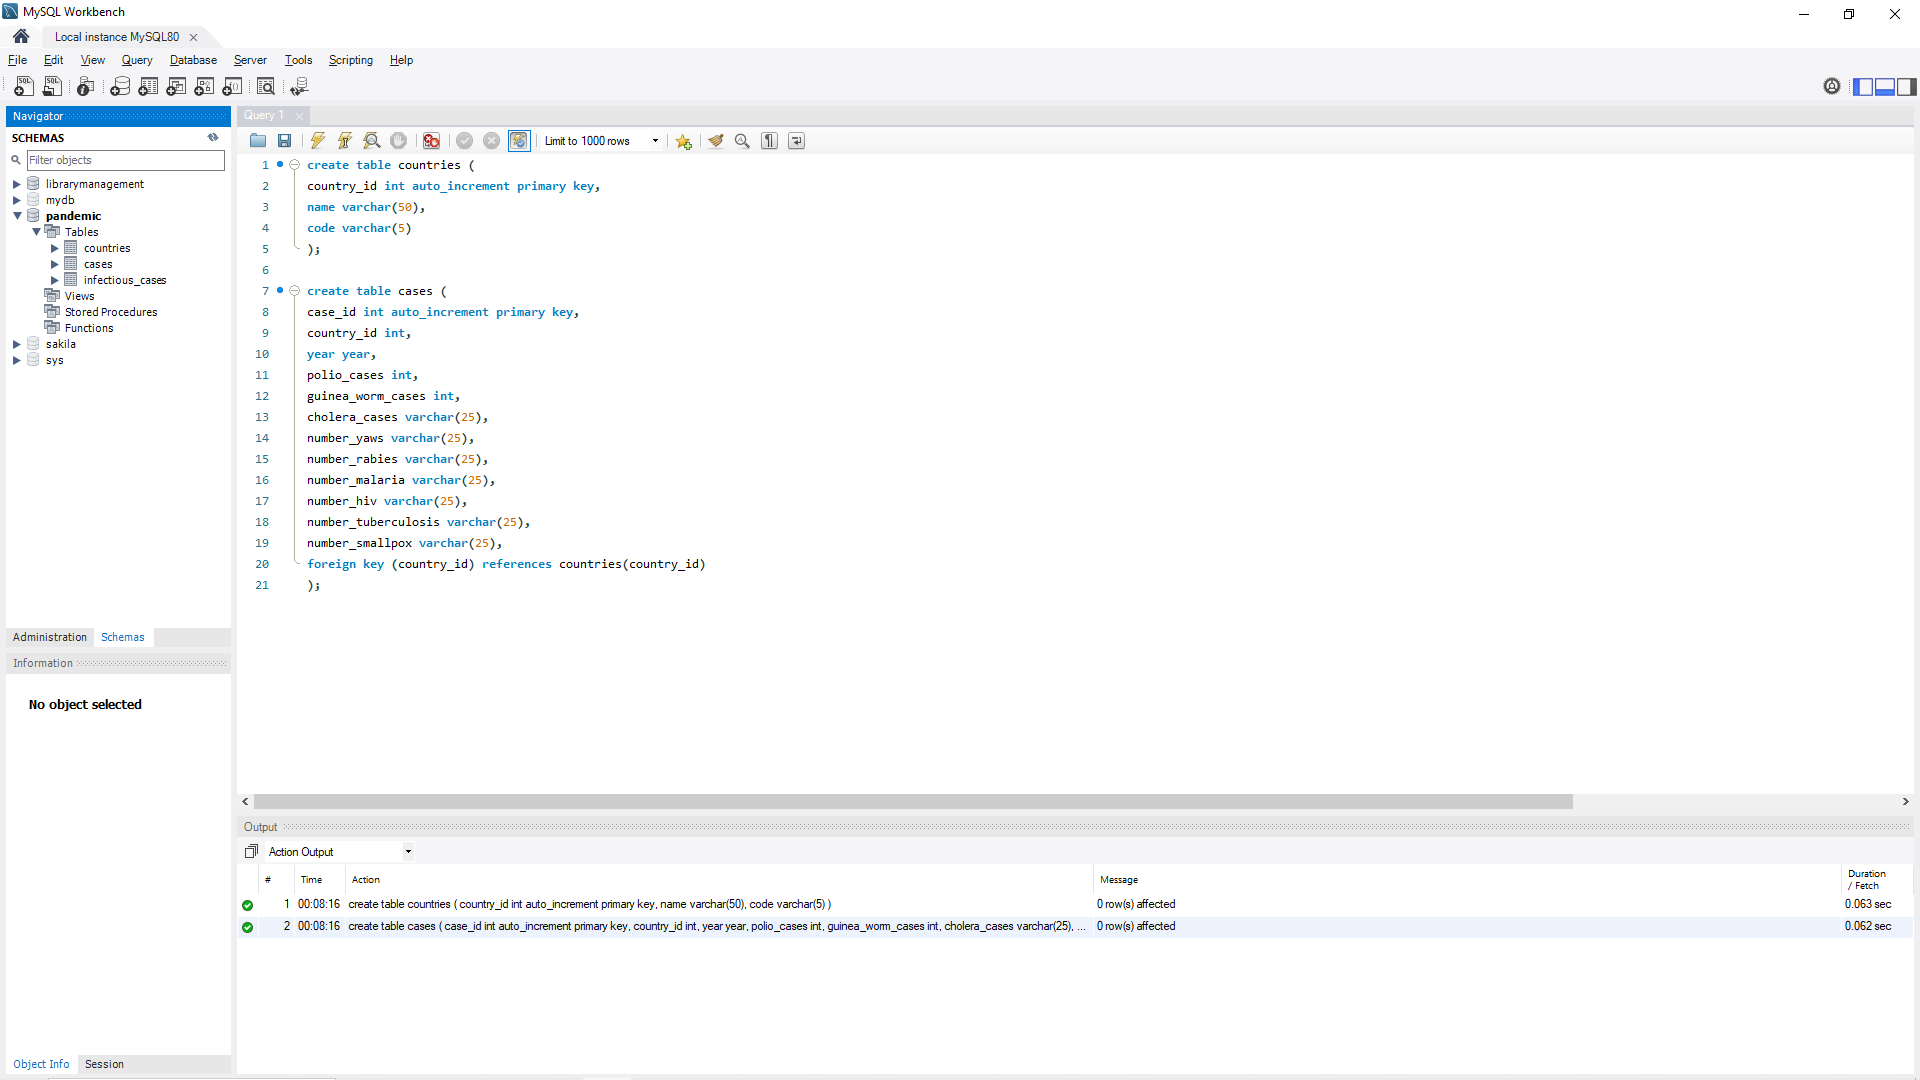 MySQL Workbench
Local instance MySQL80
File Edit View Query Database Server Tools Scripting Help
Navigator
SCHEMAS
Filter objects
librarymanagement
mydb
pandemic
Tables
countries
cases
infectious_cases
Views
Stored Procedures
Functions
sakila
sys
Administration Schemas
Information
No object selected
Object Info Session
Query 1
Limit to 1000 rows
1 create table countries (
2 country_id int auto_increment primary key,
3 name varchar(50),
4 code varchar(5)
5 );
6
7 create table cases (
8 case_id int auto_increment primary key,
9 country_id int,
10 year year,
11 polio_cases int,
12 guinea_worm_cases int,
13 cholera_cases varchar(25),
14 number_yaws varchar(25),
15 number_rabies varchar(25),
16 number_malaria varchar(25),
17 number_hiv varchar(25),
18 number_tuberculosis varchar(25),
19 number_smallpox varchar(25),
20 foreign key (country_id) references countries(country_id)
21 );
Output
Action Output
# Time Action Message Duration / Fetch
1 00:08:16 create table countries ( country_id int auto_increment primary key, name varchar(50), code varchar(5) ) 0 row(s) affected 0.063 sec
2 00:08:16 create table cases ( case_id int auto_increment primary key, country_id int, year year, polio_cases int, guinea_worm_cases int, cholera_cases varchar(25), ... 0 row(s) affected 0.062 sec